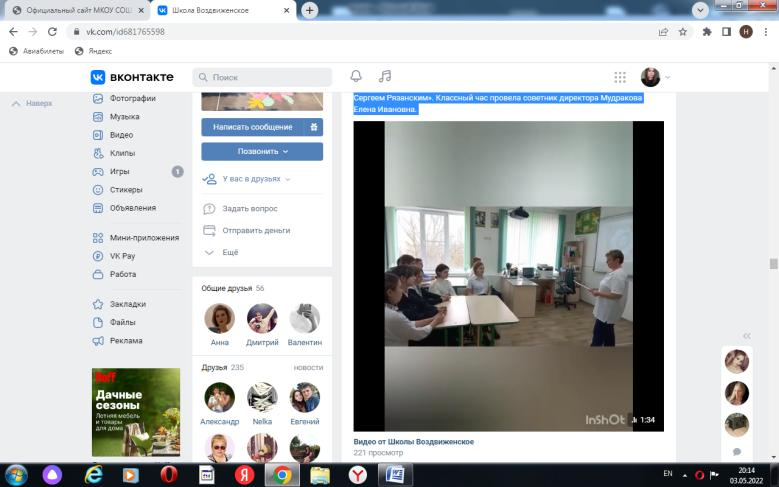 Официальный сайт МКОУ СОШ
Школа Воздвиженское
vk.com/id681765598
Н
Авиабилеты
Яндекс
вконтакте
Поиск
Наверх
Фотографии
Музыка
Видео
Клипы
Игры 1
Стикеры
Объявления
Мини-приложения
VK Pay
Работа
Закладки
Файлы
Реклама
Hoff
Дачные
сезоны
Летняя мебель
и товары
для дома
Написать сообщение
Позвонить
У вас в друзьях
Задать вопрос
Отправить деньги
Ещё
Общие друзья 56
Анна Дмитрий Валентин
Друзья 235 новости
Александр Nelka Евгений
Сергеем Рязанским». Классный час провела советник директора Мудракова
Елена Ивановна.
InShOt 1:34
Видео от Школы Воздвиженское
221 просмотр
EN
20:14
03.05.2022